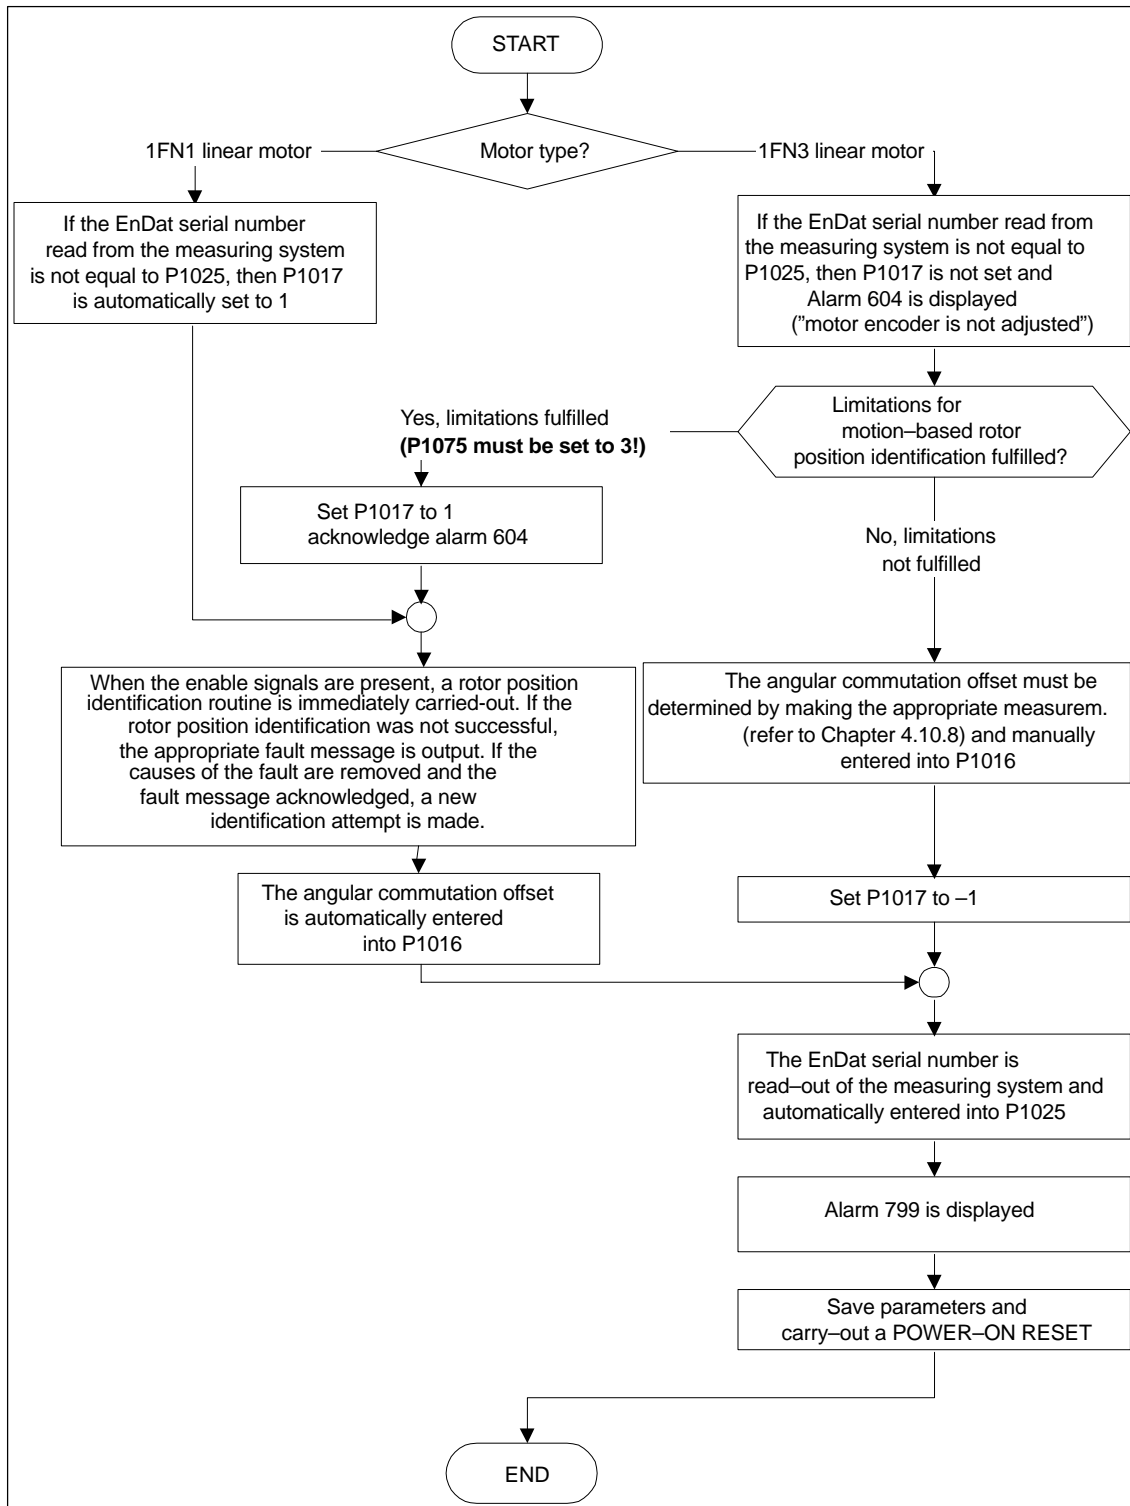 START
Motor type?
1FN1 linear motor
1FN3 linear motor
If the EnDat serial number
read from the measuring system
is not equal to P1025, then P1017
is automatically set to 1
If the EnDat serial number read from
the measuring system is not equal to
P1025, then P1017 is not set and
Alarm 604 is displayed
(”motor encoder is not adjusted”)
Limitations for
motion–based rotor
position identification fulfilled?
Yes, limitations fulfilled
(P1075 must be set to 3!)
Set P1017 to 1
acknowledge alarm 604
No, limitations
not fulfilled
When the enable signals are present, a rotor position
identification routine is immediately carried-out. If the
rotor position identification was not successful,
the appropriate fault message is output. If the
causes of the fault are removed and the
fault message acknowledged, a new
identification attempt is made.
The angular commutation offset must be
determined by making the appropriate measurem.
(refer to Chapter 4.10.8) and manually
entered into P1016
The angular commutation offset
is automatically entered
into P1016
Set P1017 to –1
The EnDat serial number is
read–out of the measuring system and
automatically entered into P1025
Alarm 799 is displayed
Save parameters and
carry–out a POWER–ON RESET
END